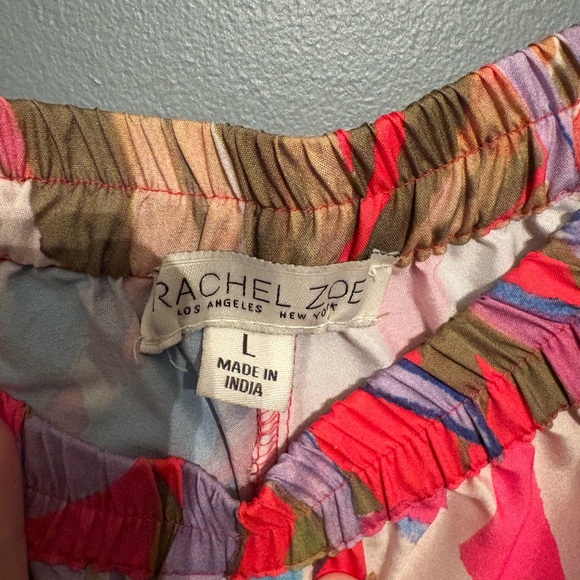 RACHEL ZOE
LOS ANGELES NEW YORK
L
MADE IN
INDIA